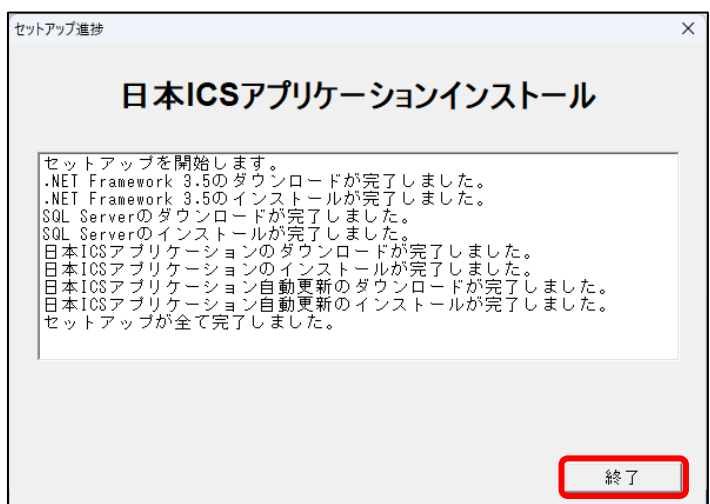 セットアップ進捗
日本ICSアプリケーションインストール
セットアップを開始します。
.NET Framework 3.5のダウンロードが完了しました。
.NET Framework 3.5のインストールが完了しました。
SQL Serverのダウンロードが完了しました。
SQL Serverのインストールが完了しました。
日本ICSアプリケーションのダウンロードが完了しました。
日本ICSアプリケーションのインストールが完了しました。
日本ICSアプリケーション自動更新のダウンロードが完了しました。
日本ICSアプリケーション自動更新のインストールが完了しました。
セットアップが全て完了しました。
終了